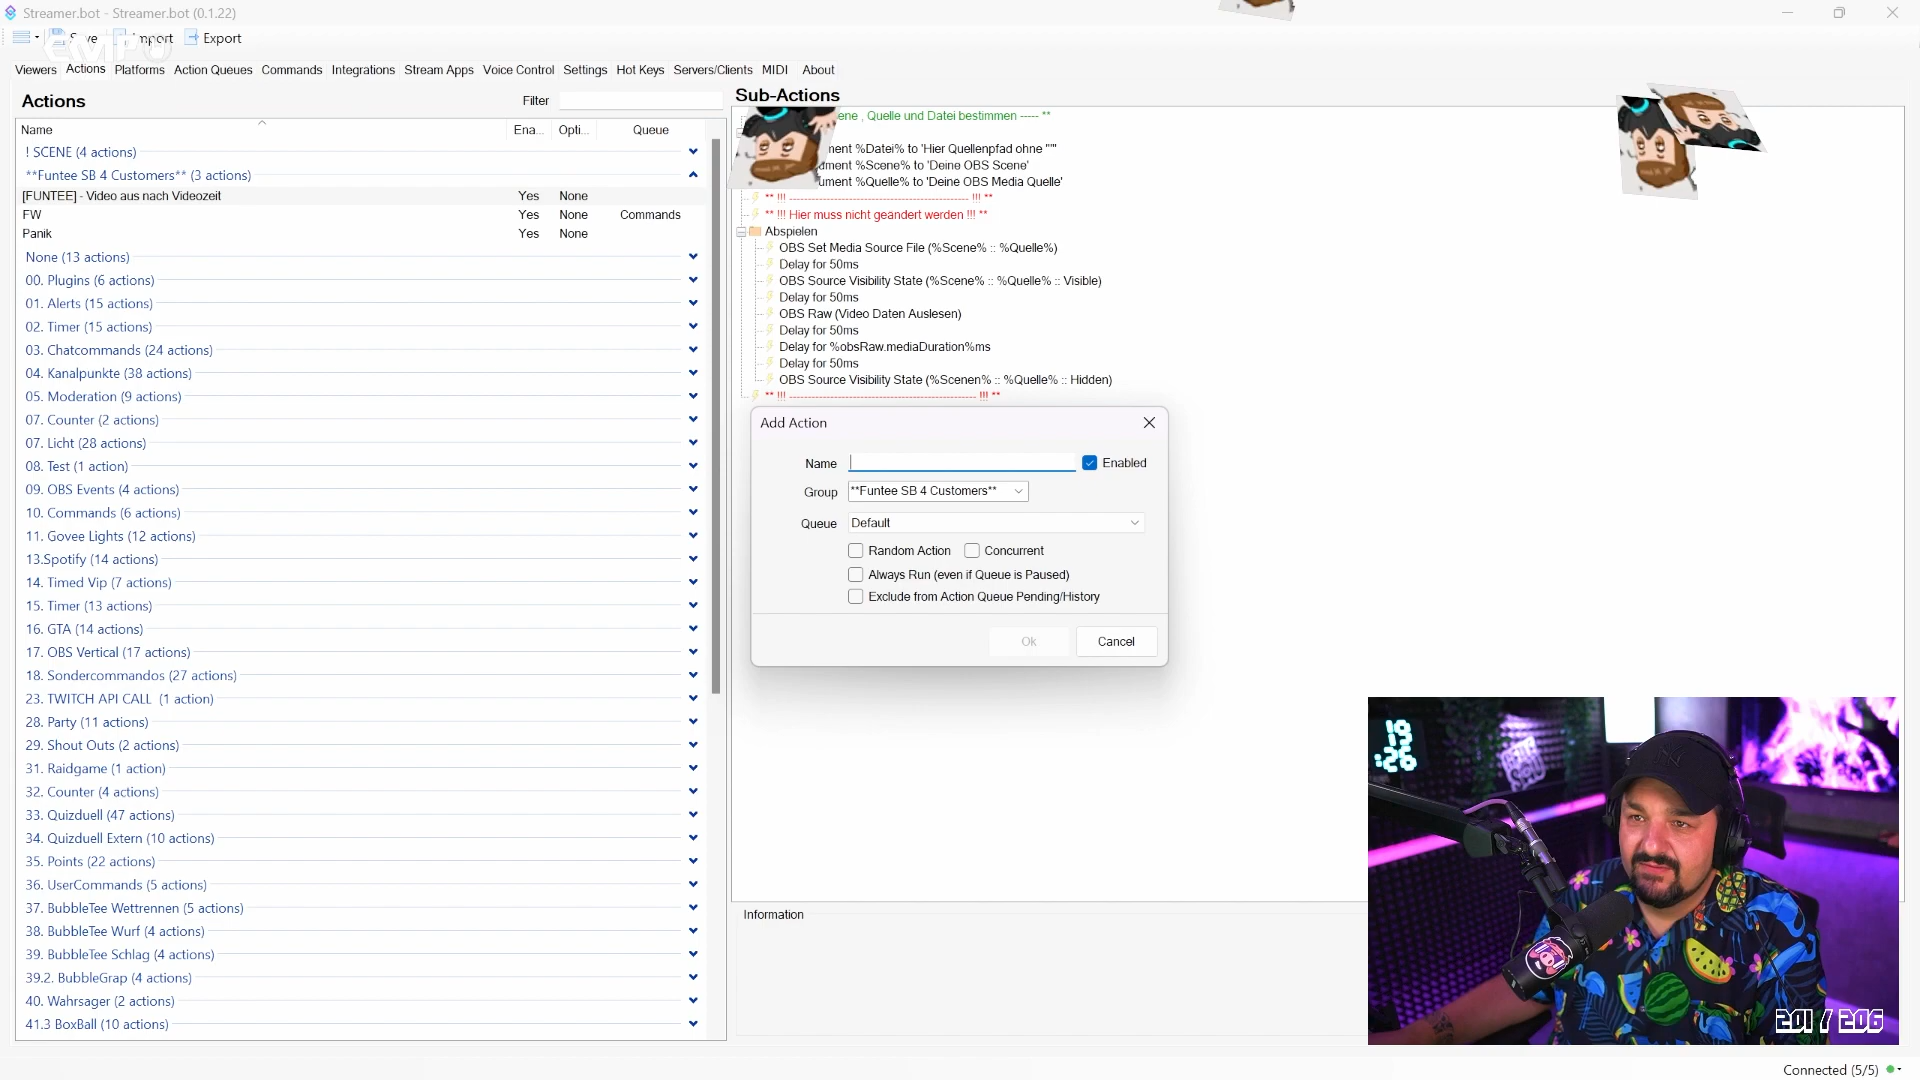 Streamer.bot - Streamer.bot (0.1.22)
Save Import Export
Viewers Actions Platforms Action Queues Commands Integrations Stream Apps Voice Control Settings Hot Keys Servers/Clients MIDI About
Actions
Filter
Name Ena... Opti... Queue
! SCENE (4 actions)
**Funtee SB 4 Customers** (3 actions)
[FUNTEE] - Video aus nach Videozeit Yes None
FW Yes None Commands
Panik Yes None
None (13 actions)
00. Plugins (6 actions)
01. Alerts (15 actions)
02. Timer (15 actions)
03. Chatcommands (24 actions)
04. Kanalpunkte (38 actions)
05. Moderation (9 actions)
07. Counter (2 actions)
07. Licht (28 actions)
08. Test (1 action)
09. OBS Events (4 actions)
10. Commands (6 actions)
11. Govee Lights (12 actions)
13.Spotify (14 actions)
14. Timed Vip (7 actions)
15. Timer (13 actions)
16. GTA (14 actions)
17. OBS Vertical (17 actions)
18. Sondercommandos (27 actions)
23. TWITCH API CALL (1 action)
28. Party (11 actions)
29. Shout Outs (2 actions)
31. Raidgame (1 action)
32. Counter (4 actions)
33. Quizduell (47 actions)
34. Quizduell Extern (10 actions)
35. Points (22 actions)
36. UserCommands (5 actions)
37. BubbleTee Wettrennen (5 actions)
38. BubbleTee Wurf (4 actions)
39. BubbleTee Schlag (4 actions)
39.2. BubbleGrap (4 actions)
40. Wahrsager (2 actions)
41.3 BoxBall (10 actions)
Sub-Actions
ene , Quelle und Datei bestimmen ----- **
ment %Datei% to 'Hier Quellenpfad ohne ""'
ument %Scene% to 'Deine OBS Scene'
ument %Quelle% to 'Deine OBS Media Quelle'
** !!! ------------------------------------------------ !!! **
** !!! Hier muss nicht geandert werden !!! **
Abspielen
OBS Set Media Source File (%Scene% :: %Quelle%)
Delay for 50ms
OBS Source Visibility State (%Scene% :: %Quelle% :: Visible)
Delay for 50ms
OBS Raw (Video Daten Auslesen)
Delay for 50ms
Delay for %obsRaw.mediaDuration%ms
Delay for 50ms
OBS Source Visibility State (%Scenen% :: %Quelle% :: Hidden)
** !!! -------------------------------------------------- !!! **
Add Action
Name Enabled
Group **Funtee SB 4 Customers**
Queue Default
Random Action Concurrent
Always Run (even if Queue is Paused)
Exclude from Action Queue Pending/History
Ok Cancel
Information
201 / 206
Connected (5/5)